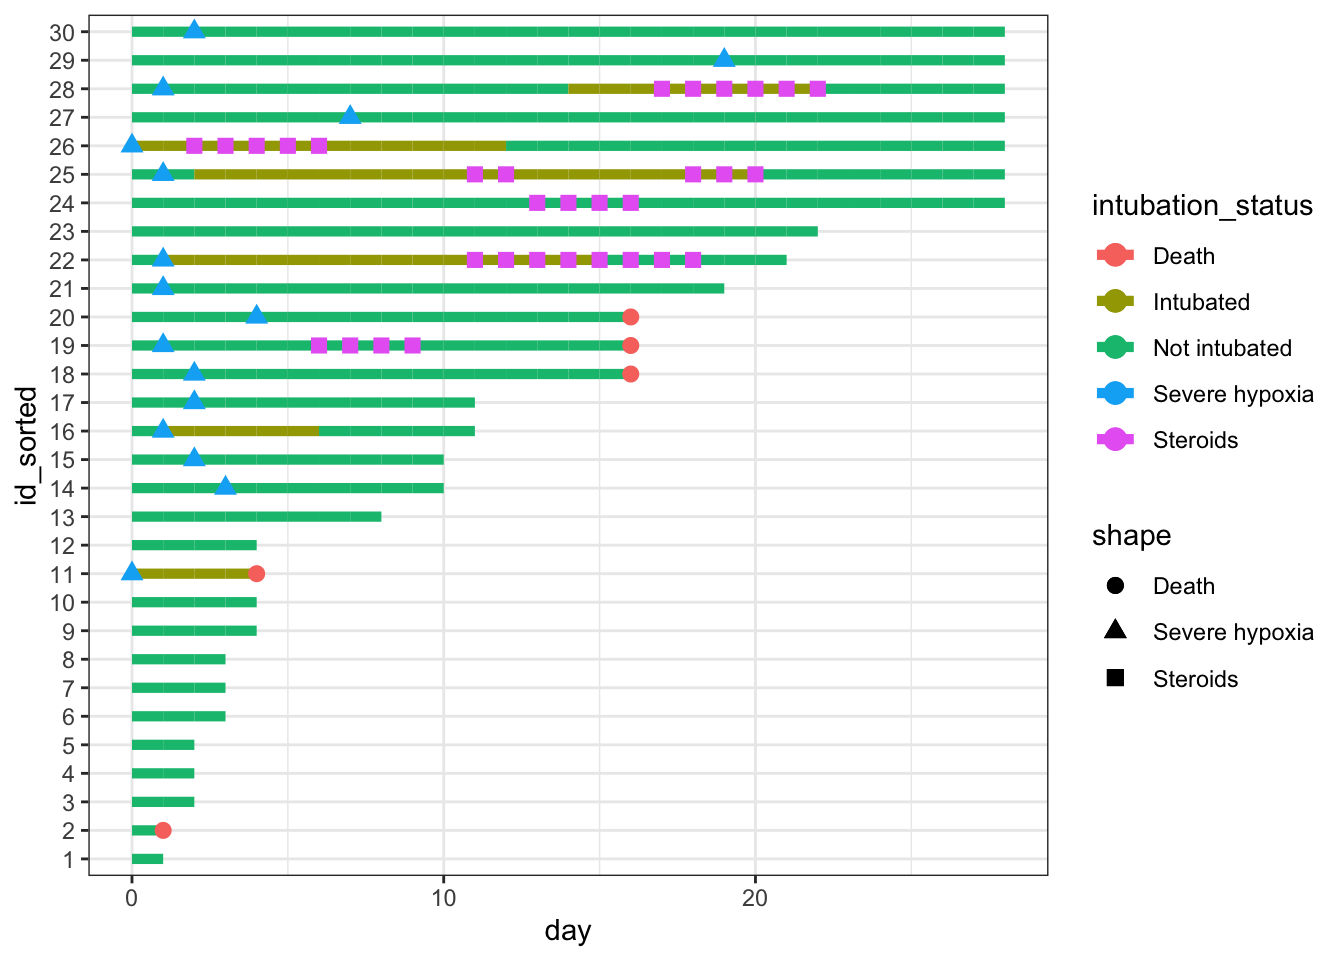 id_sorted
30
29
28
27
26
25
24
23
22
21
20
19
18
17
16
15
14
13
12
11
10
9
8
7
6
5
4
3
2
1
0 10 20
day
intubation_status
Death
Intubated
Not intubated
Severe hypoxia
Steroids
shape
Death
Severe hypoxia
Steroids